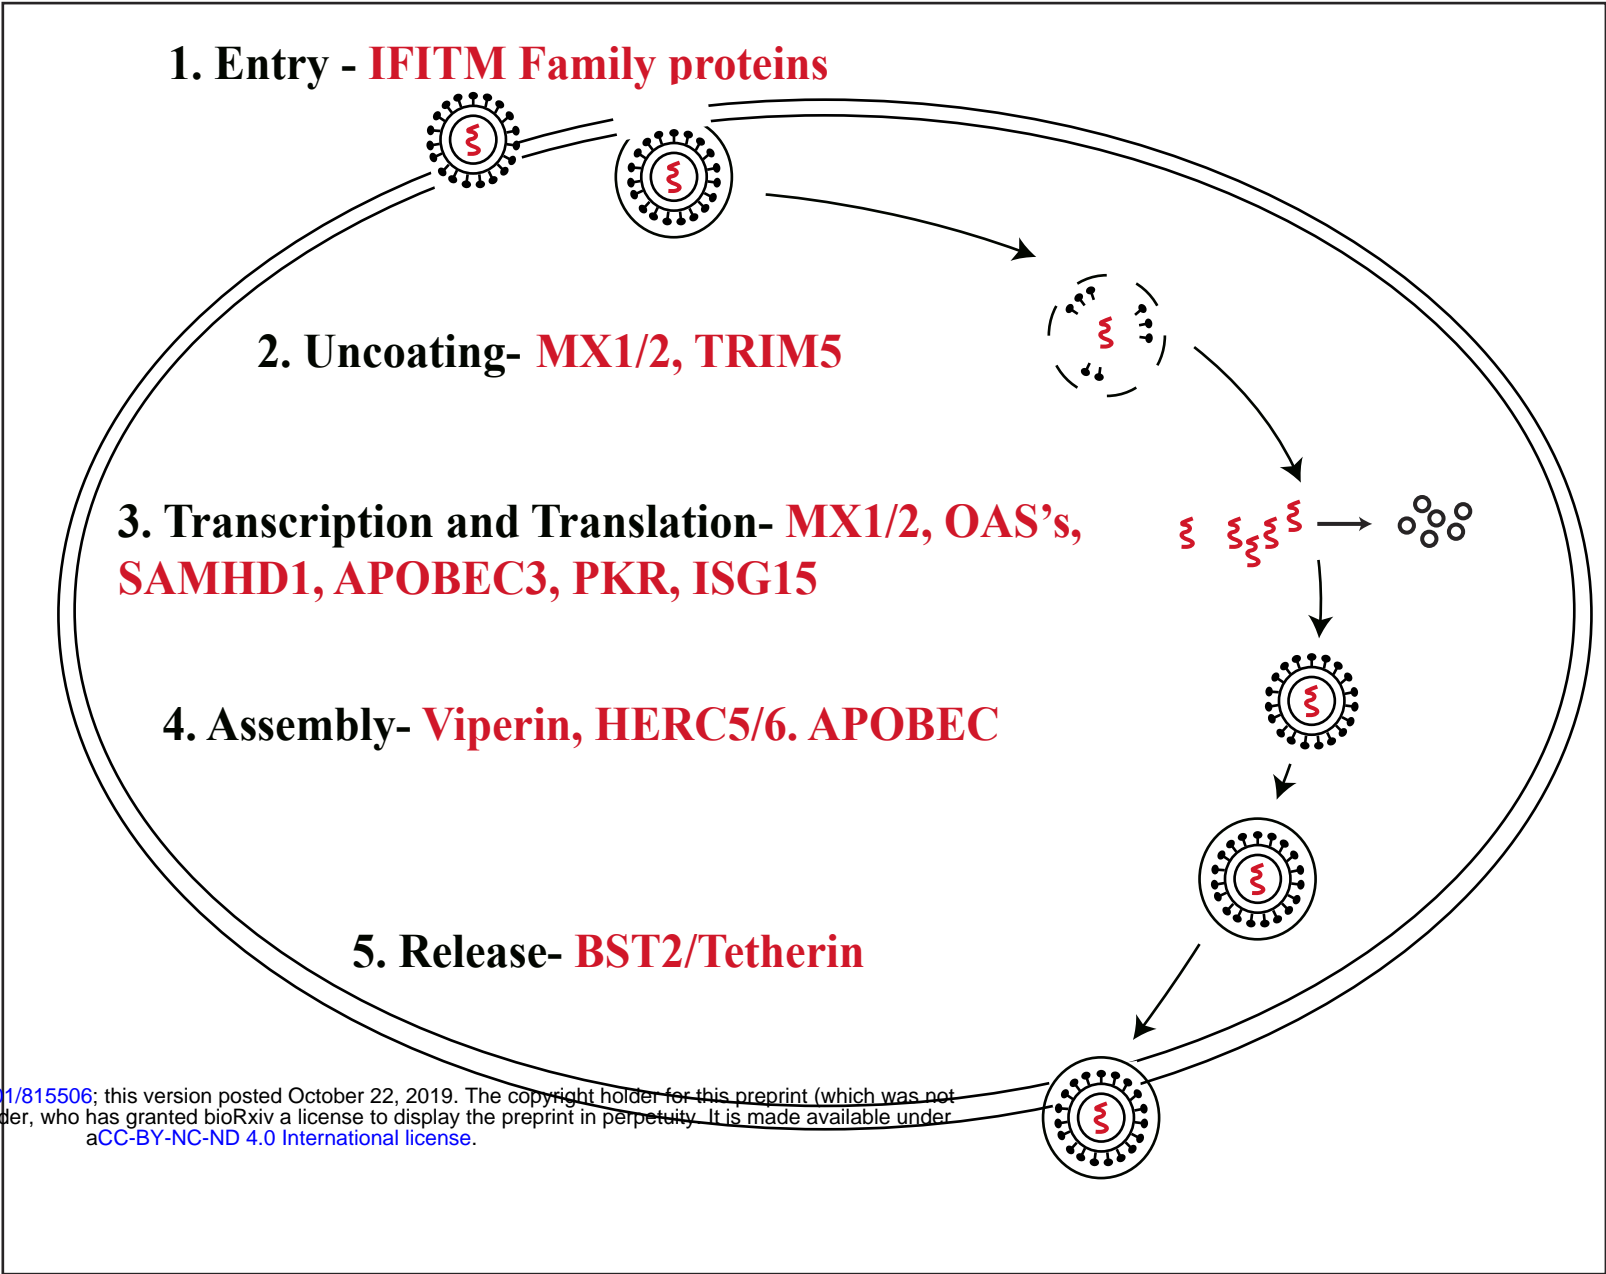 1. Entry - IFITM Family proteins
2. Uncoating- MX1/2, TRIM5
3. Transcription and Translation- MX1/2, OAS's,
SAMHD1, APOBEC3, PKR, ISG15
4. Assembly- Viperin, HERC5/6. APOBEC
5. Release- BST2/Tetherin
1/815506; this version posted October 22, 2019. The copyright holder for this preprint (which was not
der, who has granted bioRxiv a license to display the preprint in perpetuity. It is made available under
aCC-BY-NC-ND 4.0 International license.